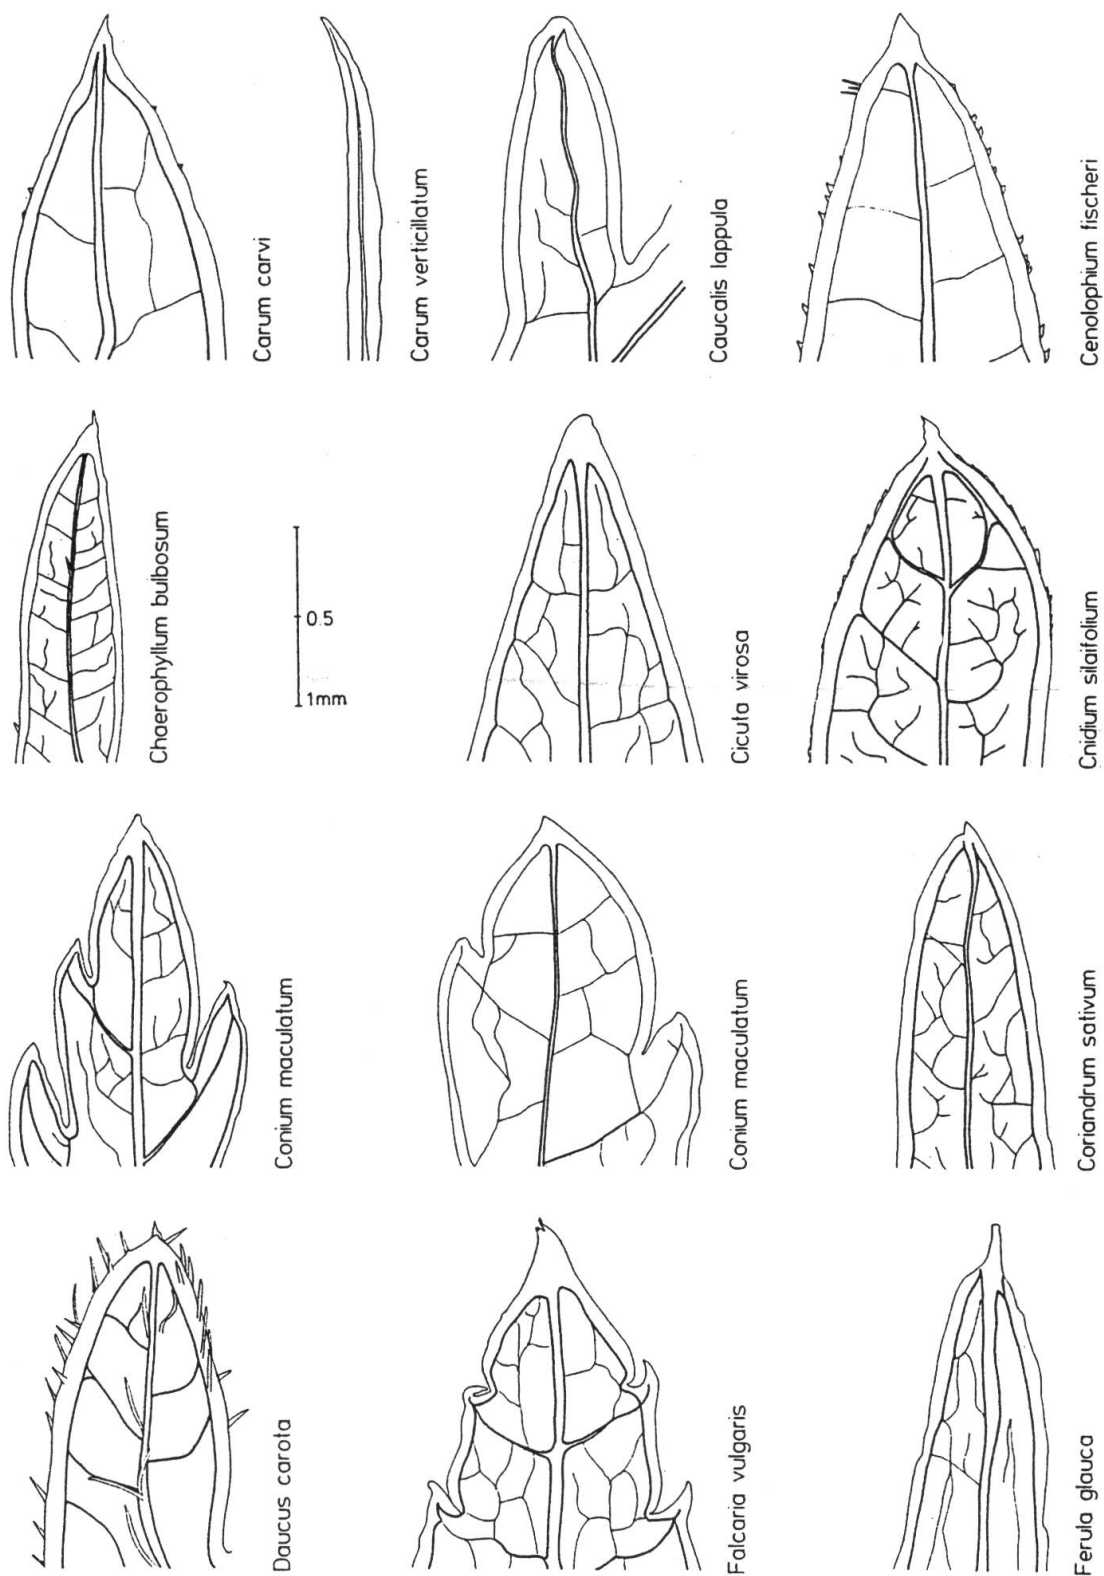 Carum carvi
Carum verticillatum
Caucalis lappula
Cenolophium fischeri
Chaerophyllum bulbosum
0.5
1mm
Cicuta virosa
Cnidium silaifolium
Conium maculatum
Conium maculatum
Coriandrum sativum
Daucus carota
Falcaria vulgaris
Ferula glauca